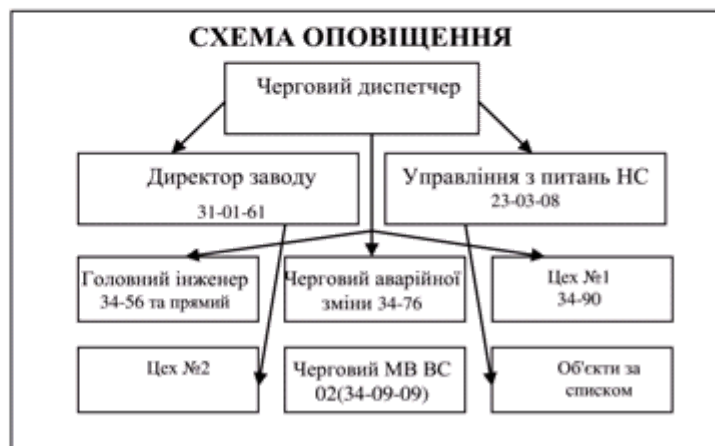 СХЕМА ОПОВІЩЕННЯ
Черговий диспетчер
Директор заводу
31-01-61
Управління з питань НС
23-03-08
Головний інженер
34-56 та прямий
Черговий аварійної
зміни 34-76
Цех №1
34-90
Цех №2
Черговий МВ ВС
02(34-09-09)
Об'єкти за
списком